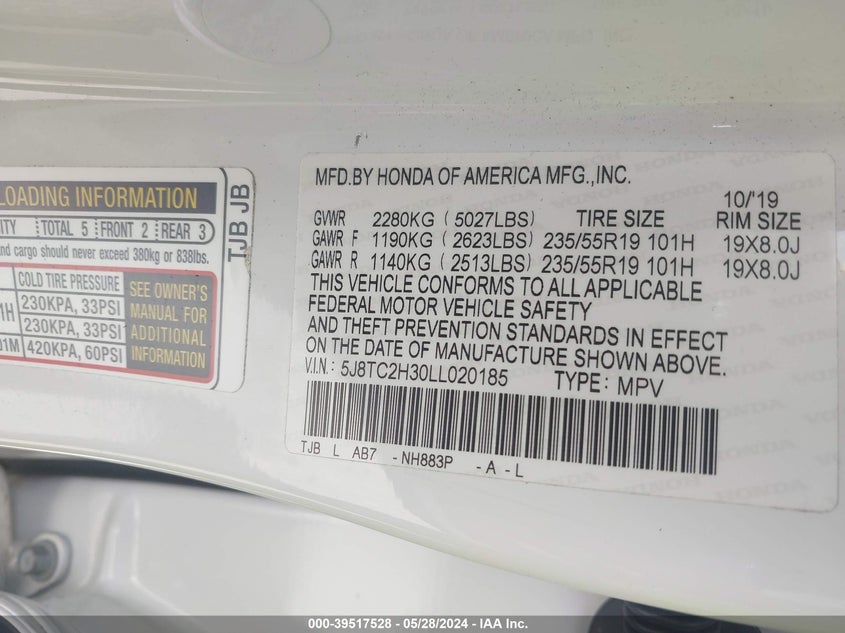 LOADING INFORMATION
ITY TOTAL 5 FRONT 2 REAR 3
and cargo should never exceed 380kg or 838lbs.
COLD TIRE PRESSURE
1H 230KPA, 33PSI
230KPA, 33PSI
01M 420KPA, 60PSI
SEE OWNER'S
MANUAL FOR
ADDITIONAL
INFORMATION
TJB JB
MFD.BY HONDA OF AMERICA MFG.,INC.
10/'19
GVWR 2280KG (5027LBS) TIRE SIZE RIM SIZE
GAWR F 1190KG (2623LBS) 235/55R19 101H 19X8.0J
GAWR R 1140KG (2513LBS) 235/55R19 101H 19X8.0J
THIS VEHICLE CONFORMS TO ALL APPLICABLE
FEDERAL MOTOR VEHICLE SAFETY
AND THEFT PREVENTION STANDARDS IN EFFECT
ON THE DATE OF MANUFACTURE SHOWN ABOVE.
V.I.N: 5J8TC2H30LL020185 TYPE: MPV
TJB L AB7 -NH883P -A-L
000-39517528 - 05/28/2024 - IAA Inc.